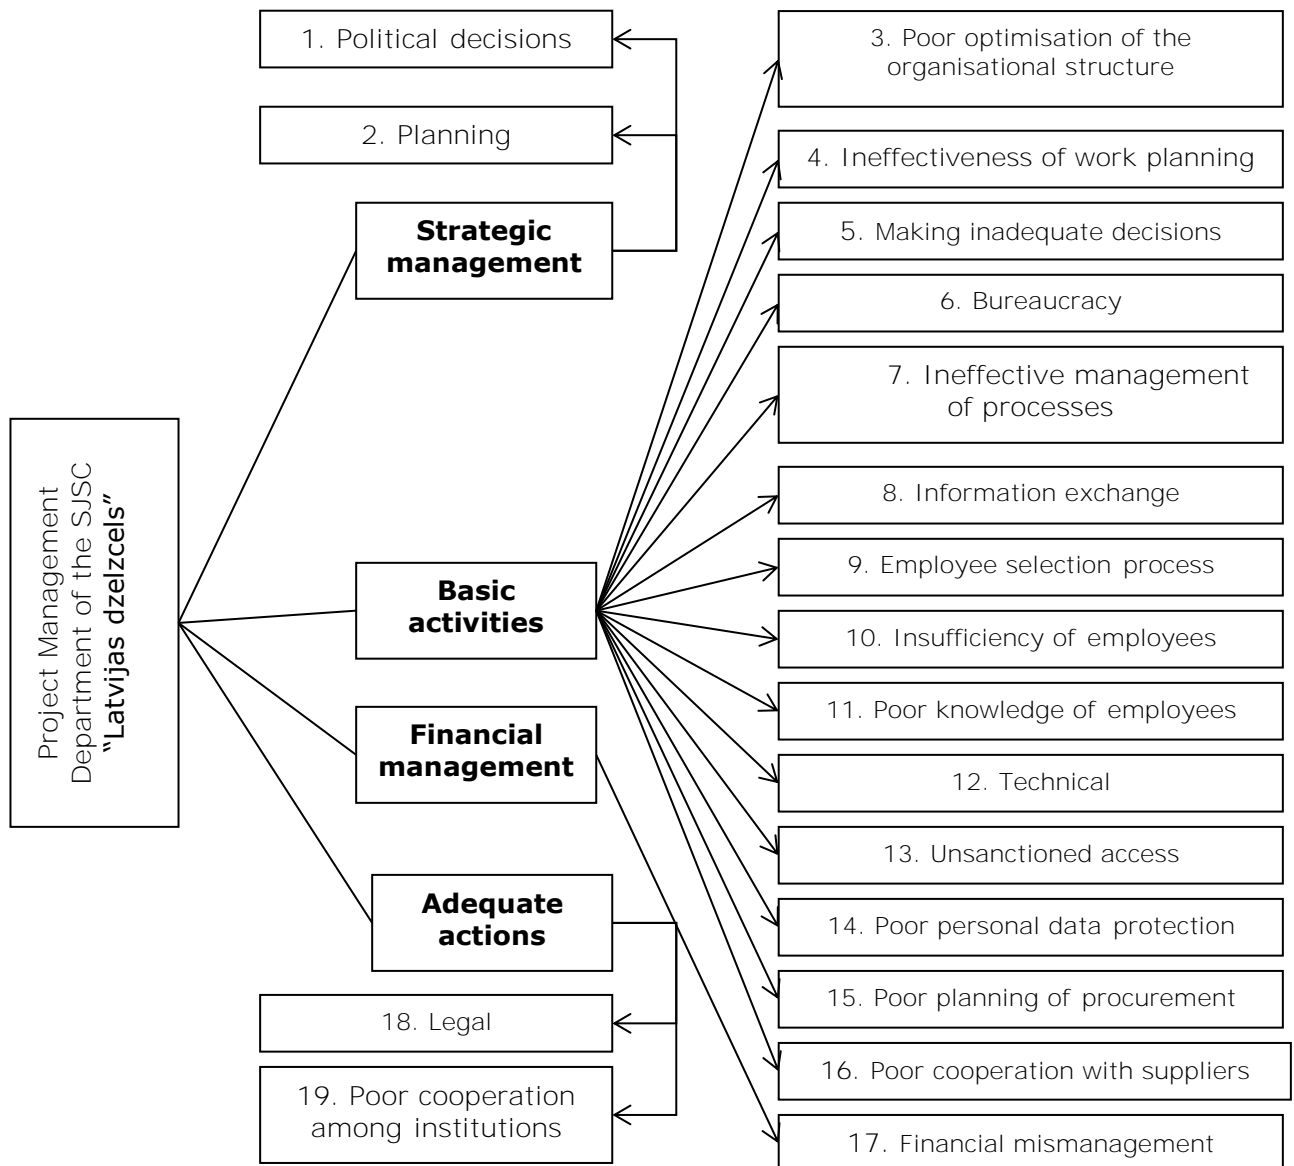 Project Management
Department of the SJSC
“Latvijas dzelzcels”
1. Political decisions
2. Planning
Strategic
management
Basic
activities
Financial
management
Adequate
actions
18. Legal
19. Poor cooperation
among institutions
3. Poor optimisation of the
organisational structure
4. Ineffectiveness of work planning
5. Making inadequate decisions
6. Bureaucracy
7. Ineffective management
of processes
8. Information exchange
9. Employee selection process
10. Insufficiency of employees
11. Poor knowledge of employees
12. Technical
13. Unsanctioned access
14. Poor personal data protection
15. Poor planning of procurement
16. Poor cooperation with suppliers
17. Financial mismanagement